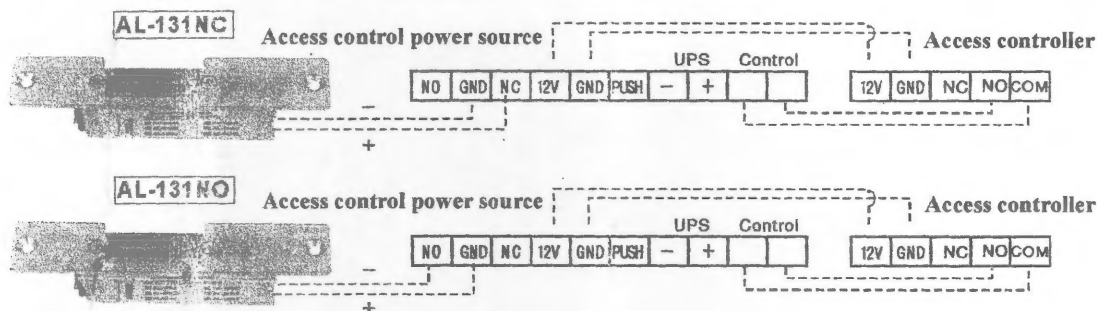 AL-131NC
Access control power source
Access controller
UPS Control
NO GND NC 12V GND PUSH − + 12V GND NC NO COM
−
+
AL-131NO
Access control power source
Access controller
UPS Control
NO GND NC 12V GND PUSH − + 12V GND NC NO COM
−
+